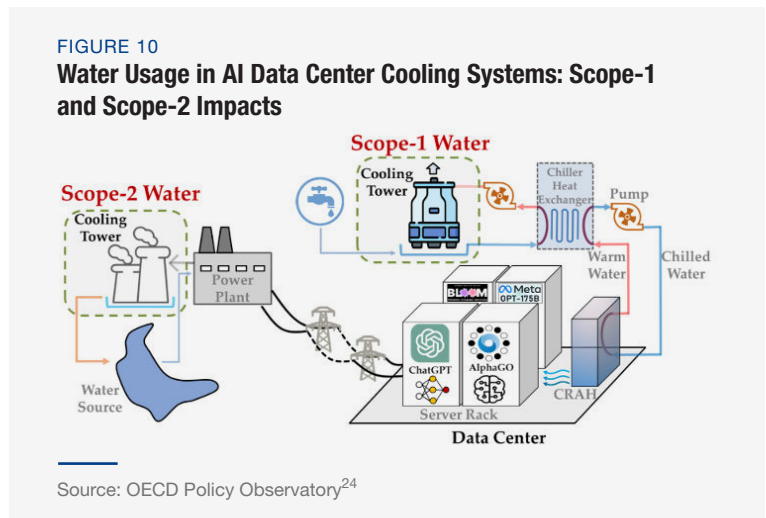 FIGURE 10
Water Usage in AI Data Center Cooling Systems: Scope-1
and Scope-2 Impacts
Scope-1 Water
Cooling
Tower
Chiller
Heat
Exchanger
Pump
Scope-2 Water
Cooling
Tower
Warm
Water
Chilled
Water
Power
Plant
BLOOM
Meta
OPT-175B
ChatGPT
AlphaGO
Water
Source
CRAH
Server Rack
Data Center
Source: OECD Policy Observatory24